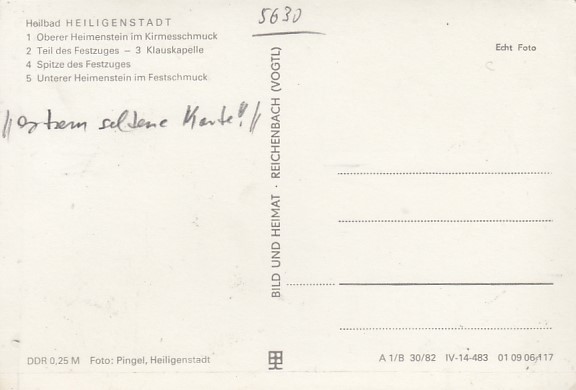 5630
Heilbad HEILIGENSTADT
1 Oberer Heimenstein im Kirmesschmuck
2 Teil des Festzuges – 3 Klauskapelle
4 Spitze des Festzuges
5 Unterer Heimenstein im Festschmuck
Echt Foto
//extrem seltene Karte!!//
BILD UND HEIMAT · REICHENBACH (VOGTL)
DDR 0,25 M Foto: Pingel, Heiligenstadt
A 1/B 30/82 IV-14-483 01 09 06 117